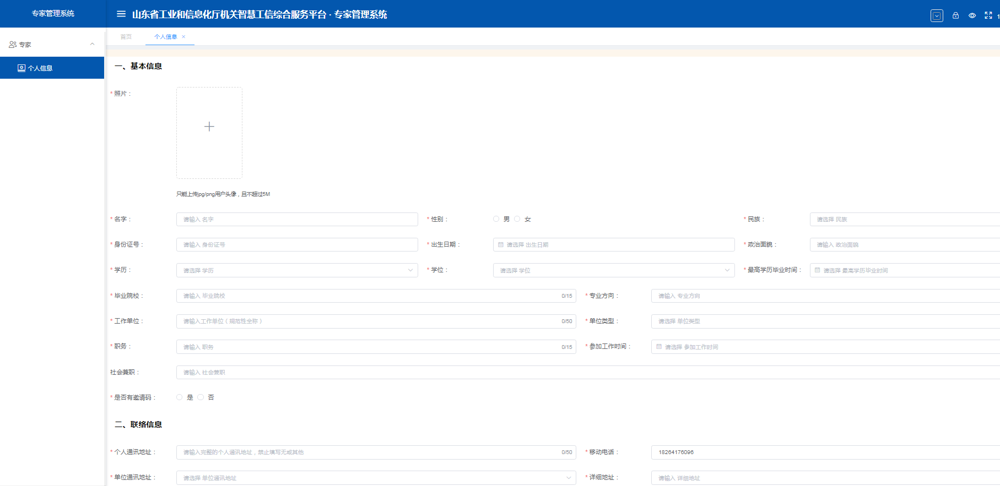 专家管理系统
山东省工业和信息化厅机关智慧工信综合服务平台 · 专家管理系统
1
专家
个人信息
首页
个人信息 ×
一、基本信息
* 照片：
只能上传jpg/png用户头像，且不超过5M
* 名字： 请输入 名字 * 性别： 男 女 * 民族： 请选择 民族
* 身份证号： 请输入 身份证号 * 出生日期： 请选择 出生日期 * 政治面貌： 请输入 政治面貌
* 学历： 请选择 学历 * 学位： 请选择 学位 * 最高学历毕业时间： 请选择 最高学历毕业时间
* 毕业院校： 请输入 毕业院校 0/15 * 专业方向： 请输入 专业方向
* 工作单位： 请输入工作单位（规范性全称） 0/50 * 单位类型： 请选择 单位类型
* 职务： 请输入 职务 0/15 * 参加工作时间： 请选择 参加工作时间
社会兼职： 请输入 社会兼职
* 是否有邀请码： 是 否
二、联络信息
* 个人通讯地址： 请输入完整的个人通讯地址，禁止填写无或其他 0/50 * 移动电话： 18264176096
* 单位通讯地址： 请选择 单位通讯地址 * 详细地址： 请输入 详细地址